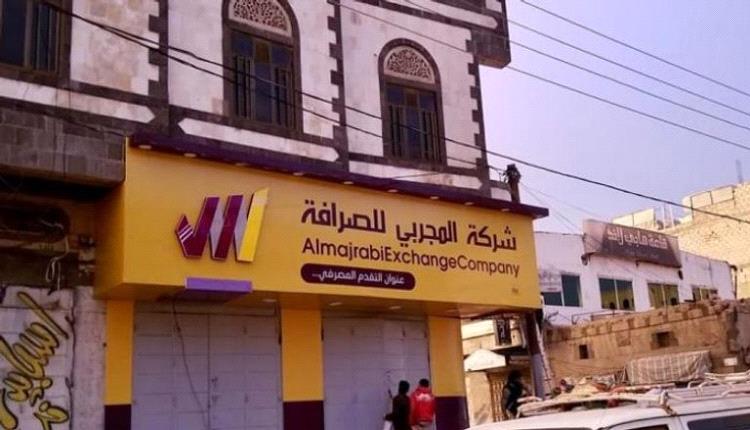 شركة المجربي للصرافة
AlmajrabiExchangeCompany
عنوان التقدم المصرفي...